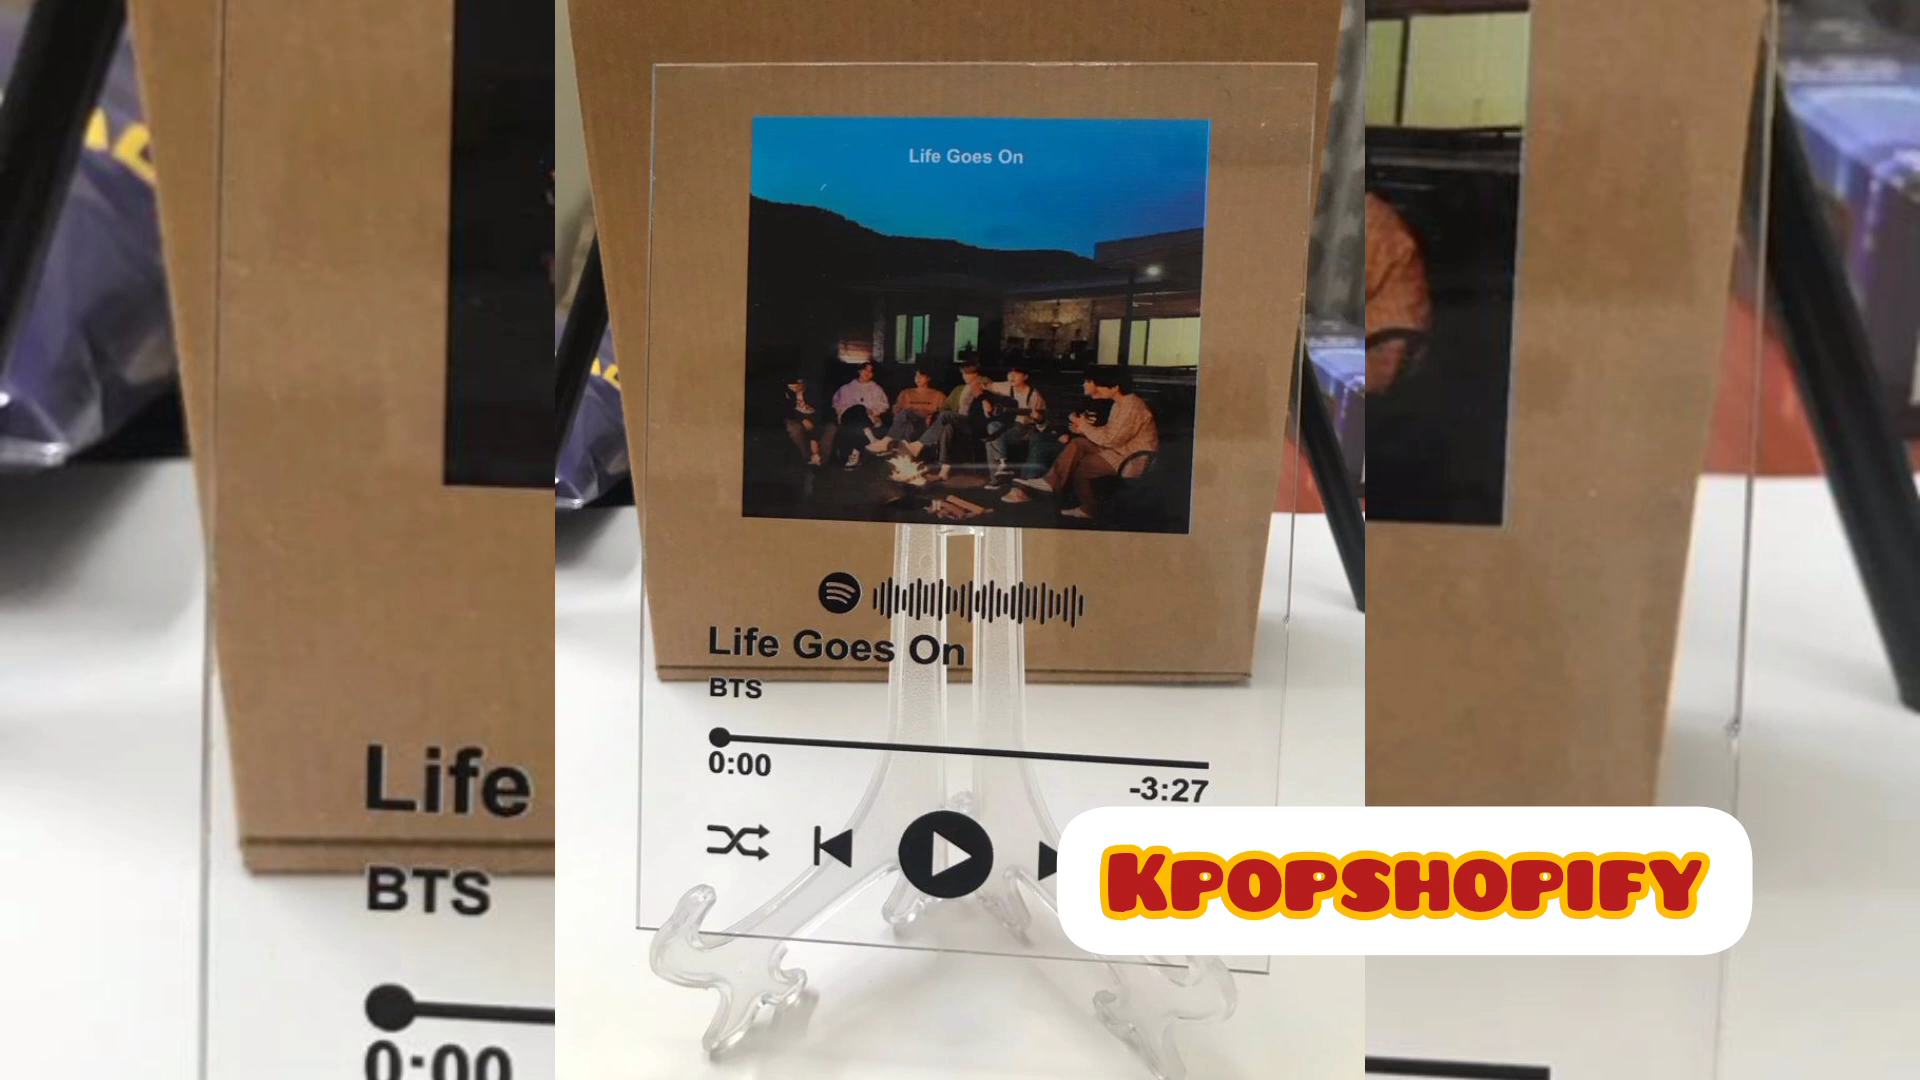 Life Goes On
Life Goes On
BTS
0:00
-3:27
Kpopshopify
Life
BTS
0:00